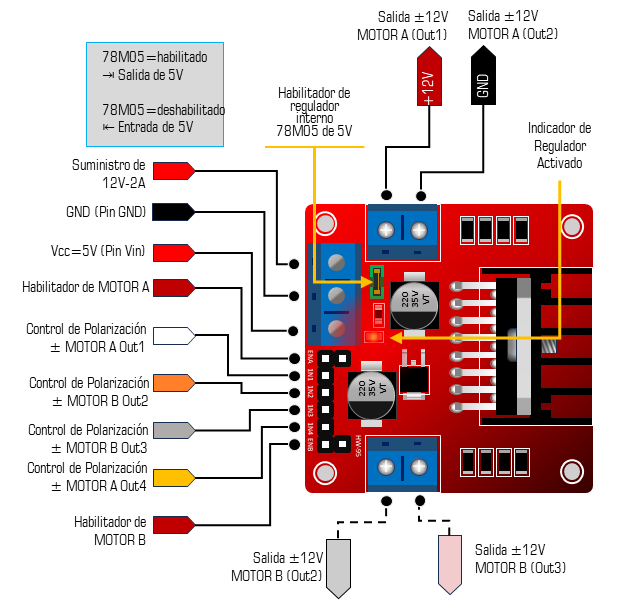 Salida ±12V
MOTOR A (Out1)
Salida ±12V
MOTOR A (Out2)
78M05=habilitado
⇥ Salida de 5V
78M05=deshabilitado
⇤ Entrada de 5V
Habilitador de
regulador
interno
78M05 de 5V
+12V
GND
Indicador de
Regulador
Activado
Suministro de
12V-2A
GND (Pin GND)
Vcc=5V (Pin Vin)
Habilitador de MOTOR A
Control de Polarización
± MOTOR A Out1
Control de Polarización
± MOTOR B Out2
Control de Polarización
± MOTOR B Out3
Control de Polarización
± MOTOR A Out4
Habilitador de
MOTOR B
220
35V
VT
220
35V
VT
ENA
1N1
1N2
1N3
1N4
ENB
HW-95
Salida ±12V
MOTOR B (Out2)
Salida ±12V
MOTOR B (Out3)